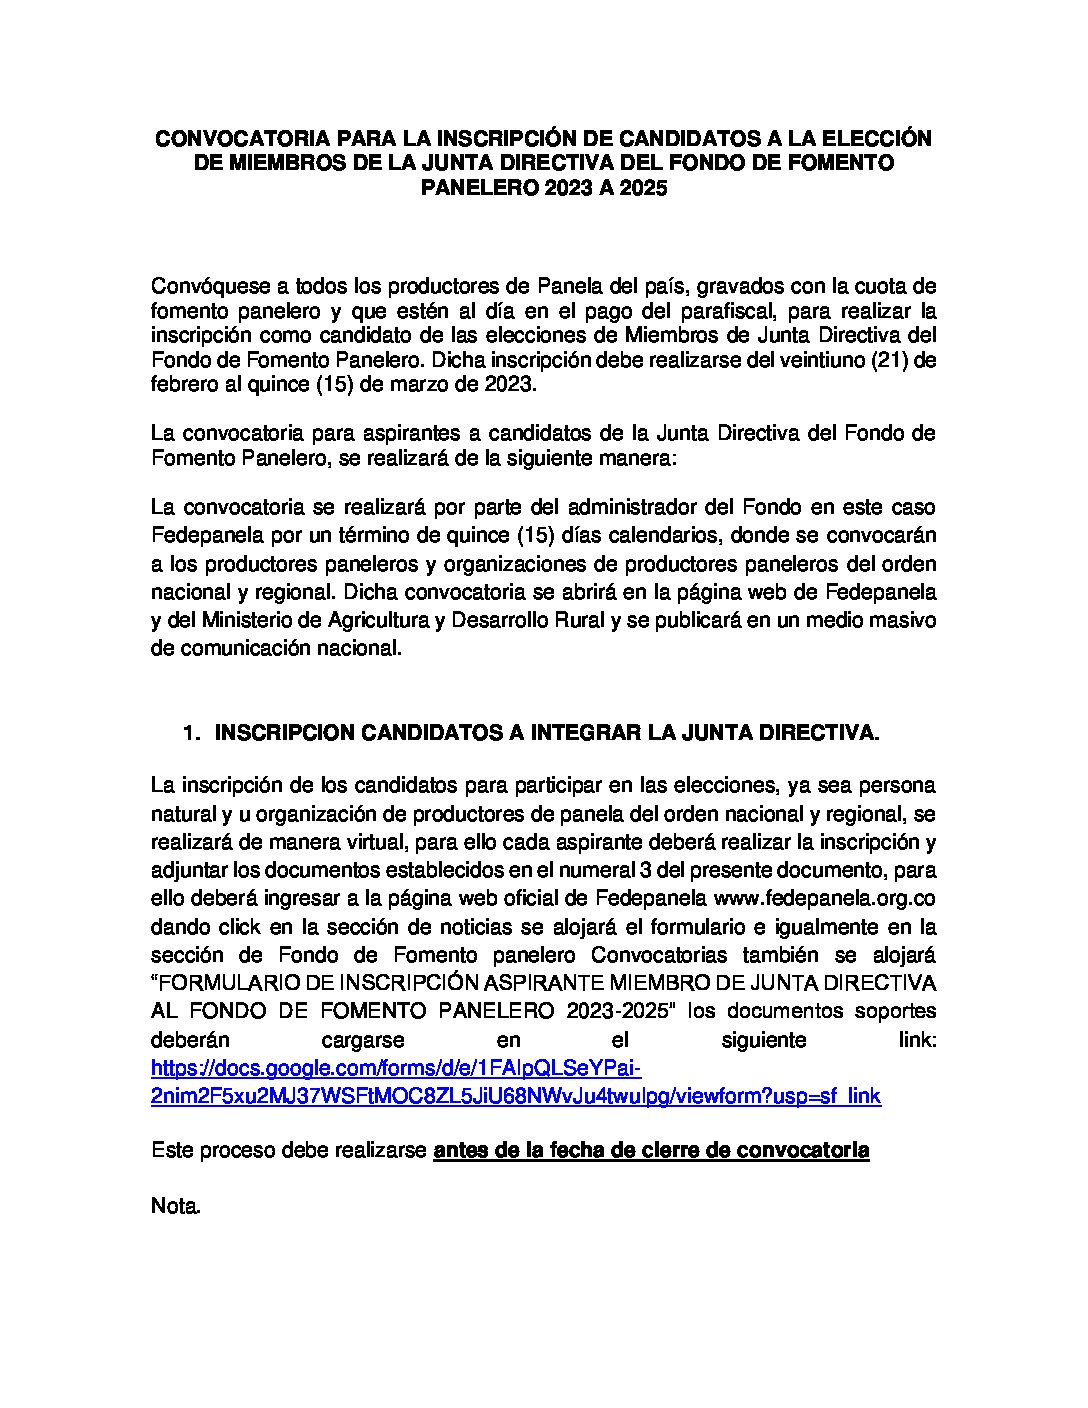 CONVOCATORIA PARA LA INSCRIPCIÓN DE CANDIDATOS A LA ELECCIÓN
DE MIEMBROS DE LA JUNTA DIRECTIVA DEL FONDO DE FOMENTO
PANELERO 2023 A 2025
Convóquese a todos los productores de Panela del país, gravados con la cuota de
fomento panelero y que estén al día en el pago del parafiscal, para realizar la
inscripción como candidato de las elecciones de Miembros de Junta Directiva del
Fondo de Fomento Panelero. Dicha inscripción debe realizarse del veintiuno (21) de
febrero al quince (15) de marzo de 2023.
La convocatoria para aspirantes a candidatos de la Junta Directiva del Fondo de
Fomento Panelero, se realizará de la siguiente manera:
La convocatoria se realizará por parte del administrador del Fondo en este caso
Fedepanela por un término de quince (15) días calendarios, donde se convocarán
a los productores paneleros y organizaciones de productores paneleros del orden
nacional y regional. Dicha convocatoria se abrirá en la página web de Fedepanela
y del Ministerio de Agricultura y Desarrollo Rural y se publicará en un medio masivo
de comunicación nacional.
1. INSCRIPCION CANDIDATOS A INTEGRAR LA JUNTA DIRECTIVA.
La inscripción de los candidatos para participar en las elecciones, ya sea persona
natural y u organización de productores de panela del orden nacional y regional, se
realizará de manera virtual, para ello cada aspirante deberá realizar la inscripción y
adjuntar los documentos establecidos en el numeral 3 del presente documento, para
ello deberá ingresar a la página web oficial de Fedepanela www.fedepanela.org.co
dando click en la sección de noticias se alojará el formulario e igualmente en la
sección de Fondo de Fomento panelero Convocatorias también se alojará
“FORMULARIO DE INSCRIPCIÓN ASPIRANTE MIEMBRO DE JUNTA DIRECTIVA
AL FONDO DE FOMENTO PANELERO 2023-2025” los documentos soportes
deberán cargarse en el siguiente link:
https://docs.google.com/forms/d/e/1FAIpQLSeYPai-
2nim2F5xu2MJ37WSFtMOC8ZL5JiU68NWvJu4twulpg/viewform?usp=sf_link
Este proceso debe realizarse antes de la fecha de cierre de convocatoria
Nota.